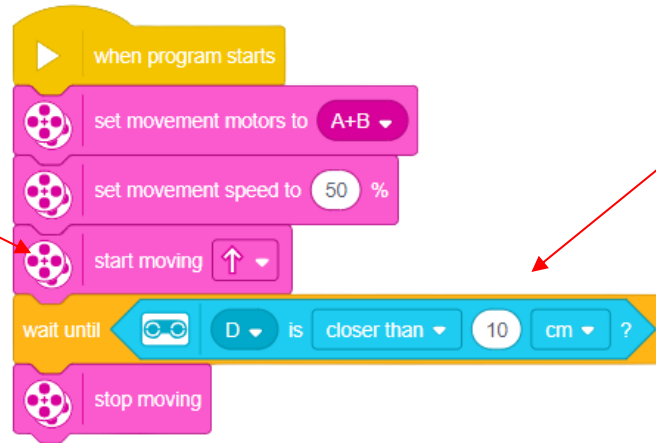 when program starts
set movement motors to A+B
set movement speed to 50 %
start moving
wait until D is closer than 10 cm ?
stop moving